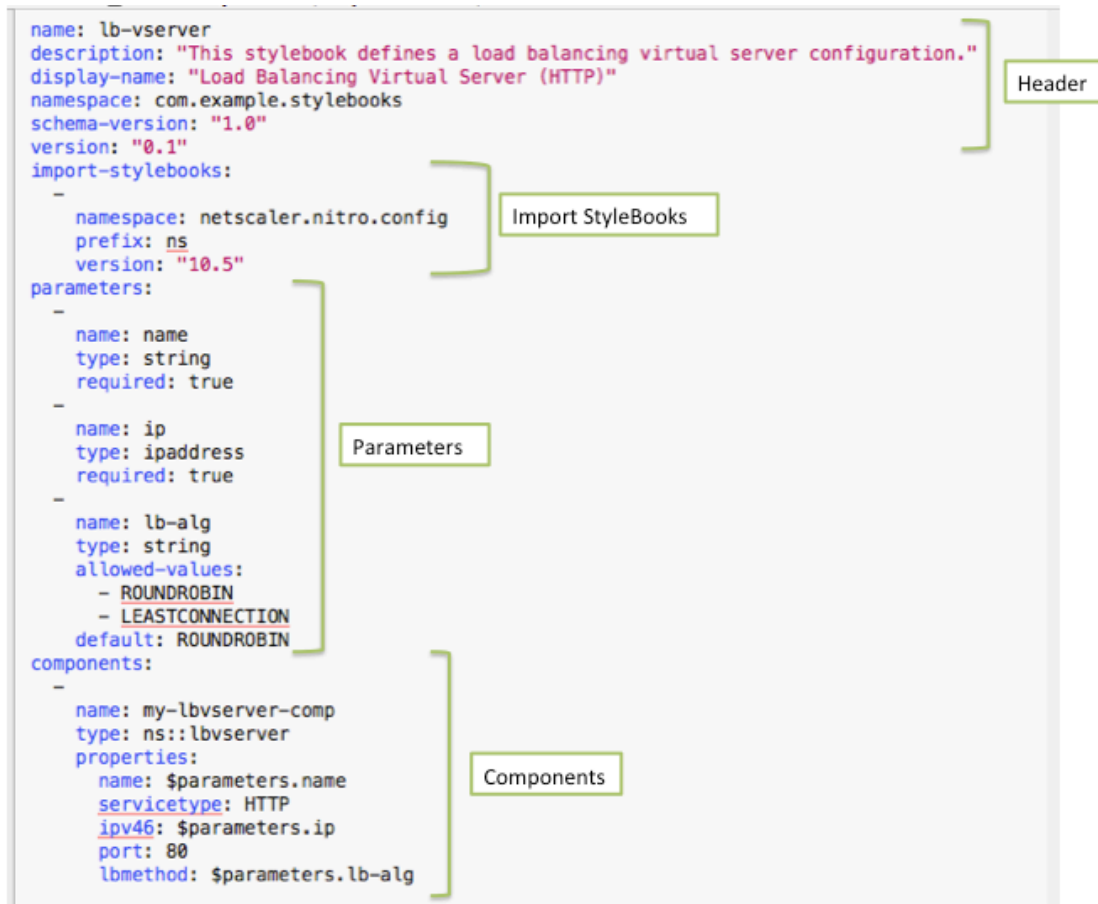 name: lb-vserver
description: "This stylebook defines a load balancing virtual server configuration."
display-name: "Load Balancing Virtual Server (HTTP)"
namespace: com.example.stylebooks
schema-version: "1.0"
version: "0.1"
Header
import-stylebooks:
  -
    namespace: netscaler.nitro.config
    prefix: ns
    version: "10.5"
Import StyleBooks
parameters:
  -
    name: name
    type: string
    required: true
  -
    name: ip
    type: ipaddress
    required: true
  -
    name: lb-alg
    type: string
    allowed-values:
      - ROUNDROBIN
      - LEASTCONNECTION
    default: ROUNDROBIN
Parameters
components:
  -
    name: my-lbvserver-comp
    type: ns::lbvserver
    properties:
      name: $parameters.name
      servicetype: HTTP
      ipv46: $parameters.ip
      port: 80
      lbmethod: $parameters.lb-alg
Components